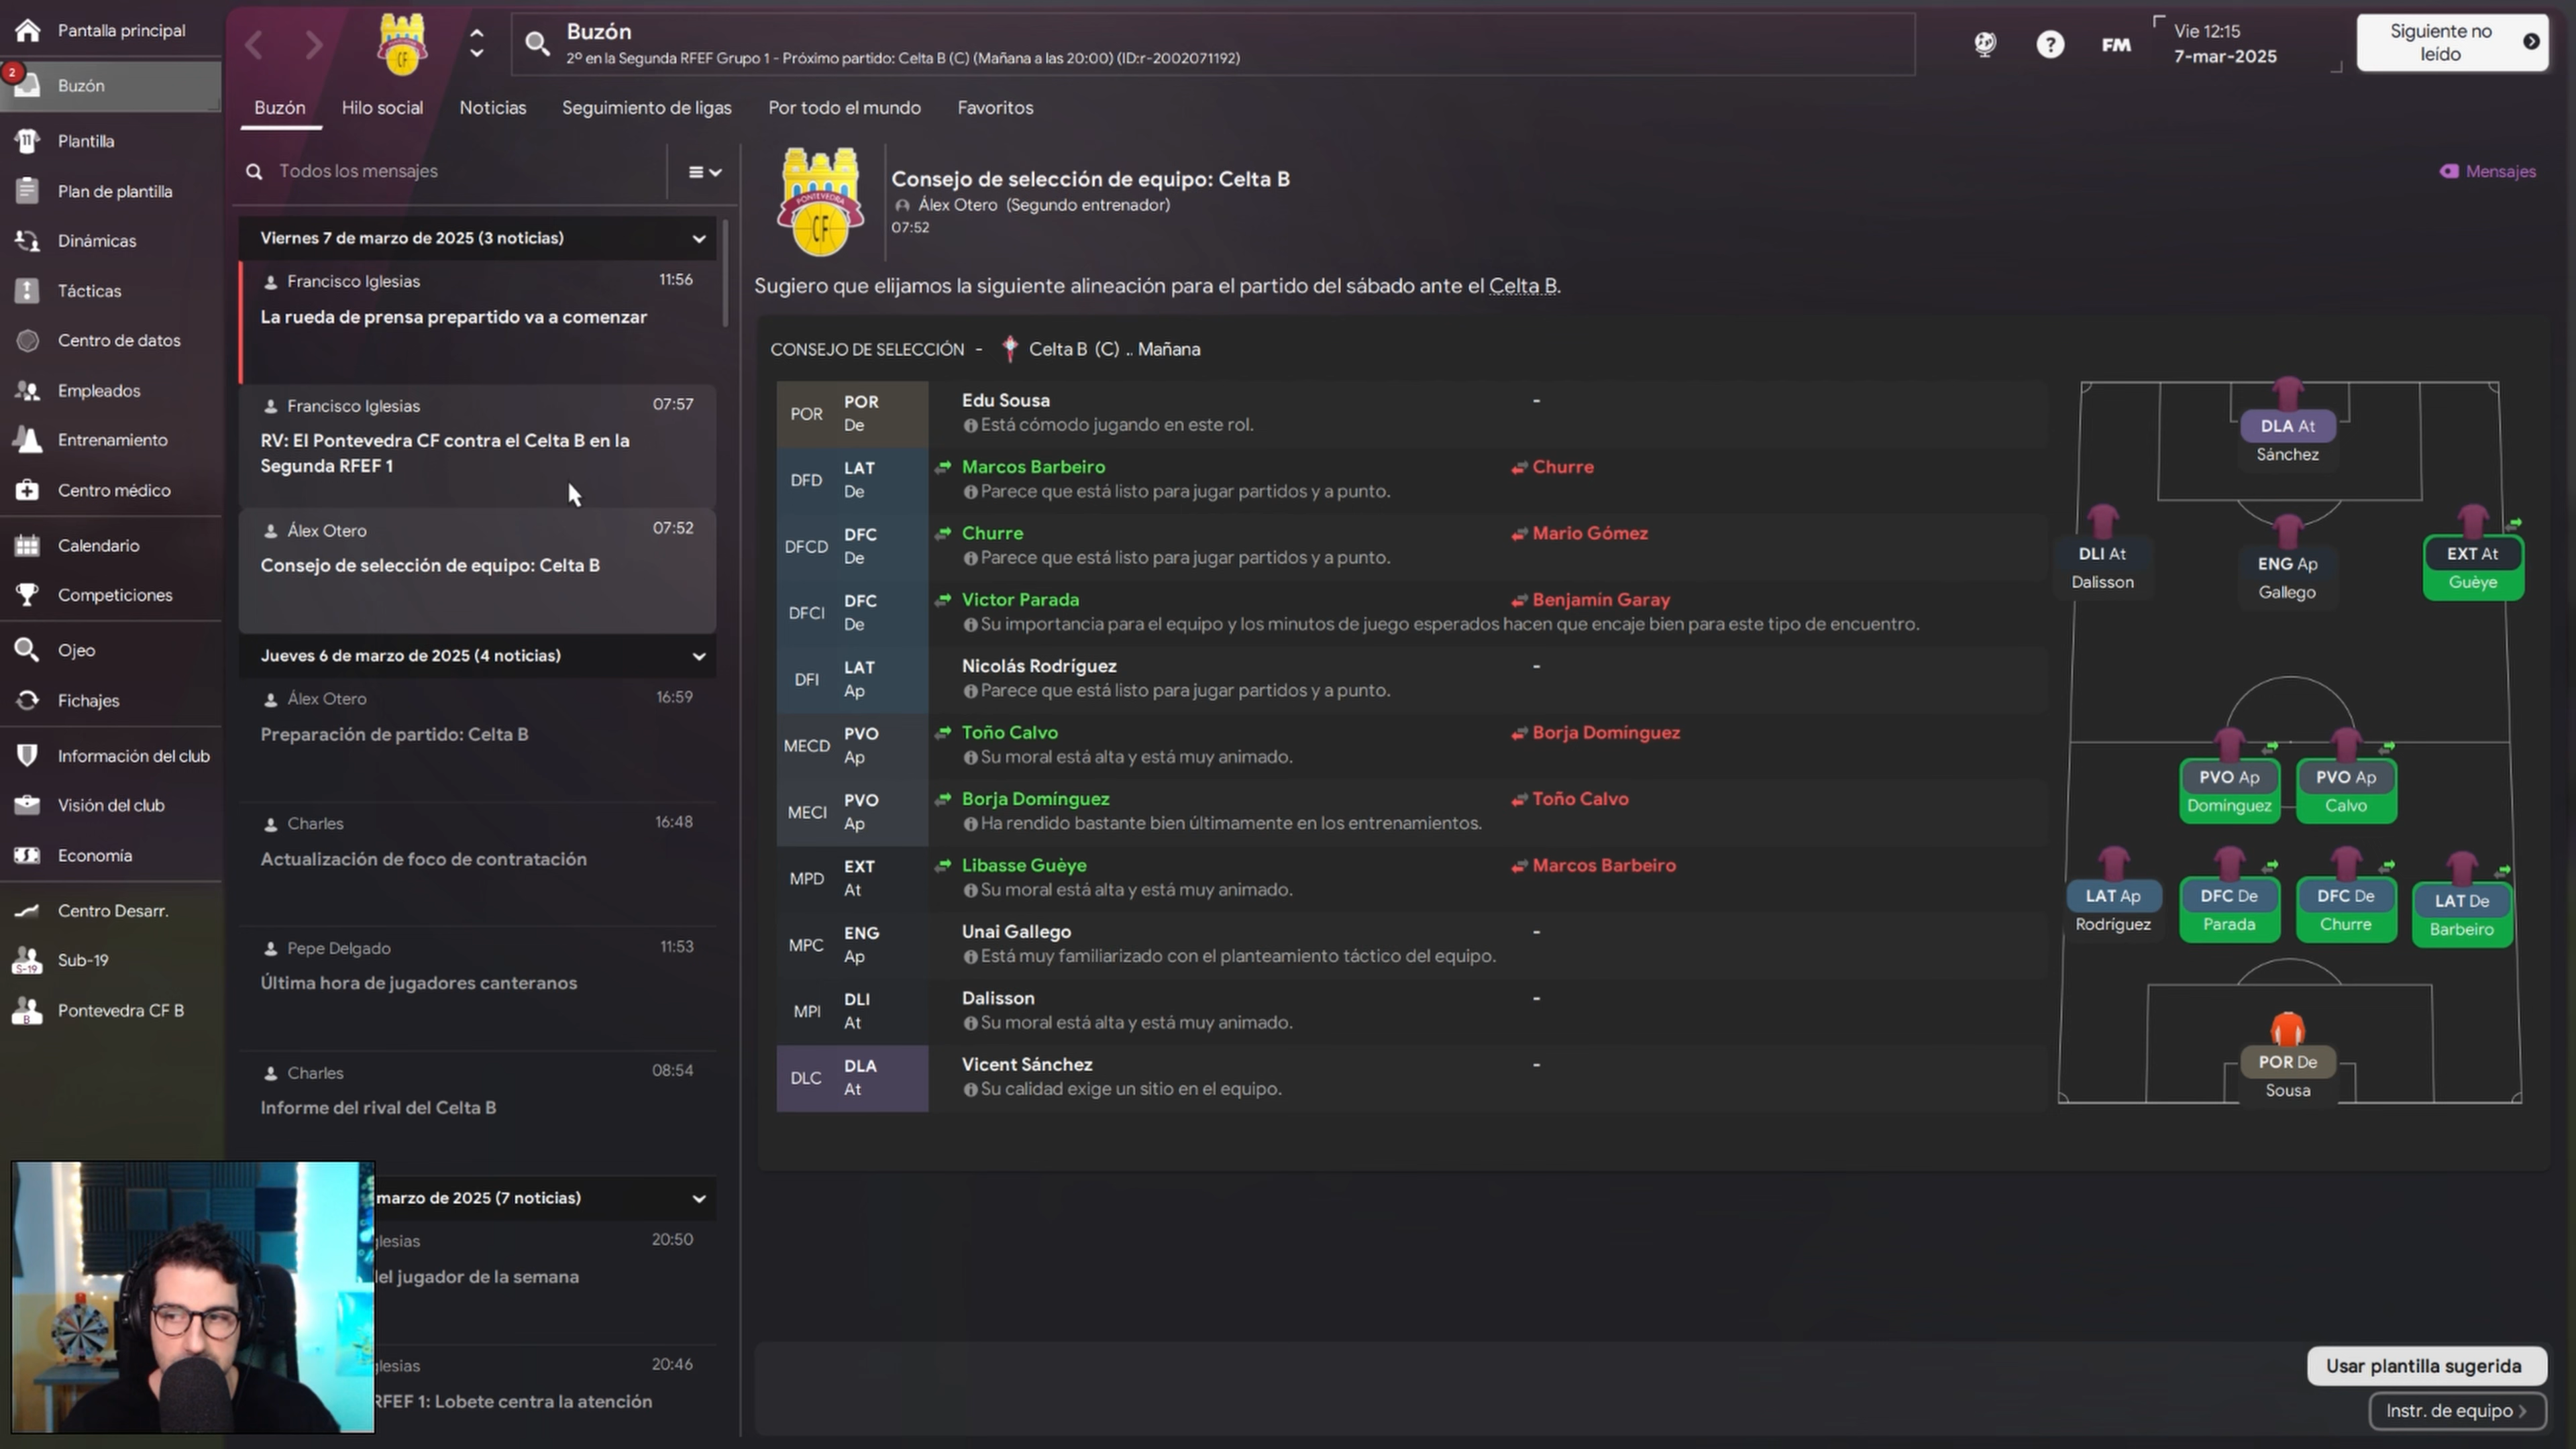 Pantalla principal
2
Buzón
Plantilla
Plan de plantilla
Dinámicas
Tácticas
Centro de datos
Empleados
Entrenamiento
Centro médico
Calendario
Competiciones
Ojeo
Fichajes
Información del club
Visión del club
Economía
Centro Desarr.
S-19
Sub-19
B
Pontevedra CF B
CF
Buzón
2º en la Segunda RFEF Grupo 1 - Próximo partido: Celta B (C) (Mañana a las 20:00) (ID:r-2002071192)
?
FM
Vie 12:15
7-mar-2025
Siguiente no
leído
Buzón
Hilo social
Noticias
Seguimiento de ligas
Por todo el mundo
Favoritos
Todos los mensajes
Viernes 7 de marzo de 2025 (3 noticias)
Francisco Iglesias 11:56
La rueda de prensa prepartido va a comenzar
Francisco Iglesias 07:57
RV: El Pontevedra CF contra el Celta B en la
Segunda RFEF 1
Álex Otero 07:52
Consejo de selección de equipo: Celta B
Jueves 6 de marzo de 2025 (4 noticias)
Álex Otero 16:59
Preparación de partido: Celta B
Charles 16:48
Actualización de foco de contratación
Pepe Delgado 11:53
Última hora de jugadores canteranos
Charles 08:54
Informe del rival del Celta B
marzo de 2025 (7 noticias)
glesias 20:50
el jugador de la semana
glesias 20:46
RFEF 1: Lobete centra la atención
PONTEVEDRA
CF
Consejo de selección de equipo: Celta B
Álex Otero (Segundo entrenador)
07:52
Mensajes
Sugiero que elijamos la siguiente alineación para el partido del sábado ante el Celta B.
CONSEJO DE SELECCIÓN - Celta B (C) .. Mañana
POR POR De Edu Sousa -
Está cómodo jugando en este rol.
DFD LAT De Marcos Barbeiro Churre
Parece que está listo para jugar partidos y a punto.
DFCD DFC De Churre Mario Gómez
Parece que está listo para jugar partidos y a punto.
DFCI DFC De Victor Parada Benjamín Garay
Su importancia para el equipo y los minutos de juego esperados hacen que encaje bien para este tipo de encuentro.
DFI LAT Ap Nicolás Rodríguez -
Parece que está listo para jugar partidos y a punto.
MECD PVO Ap Toño Calvo Borja Domínguez
Su moral está alta y está muy animado.
MECI PVO Ap Borja Domínguez Toño Calvo
Ha rendido bastante bien últimamente en los entrenamientos.
MPD EXT At Libasse Guèye Marcos Barbeiro
Su moral está alta y está muy animado.
MPC ENG Ap Unai Gallego -
Está muy familiarizado con el planteamiento táctico del equipo.
MPI DLI At Dalisson -
Su moral está alta y está muy animado.
DLC DLA At Vicent Sánchez -
Su calidad exige un sitio en el equipo.
DLA At
Sánchez
DLI At
Dalisson
ENG Ap
Gallego
EXT At
Guèye
PVO Ap
Domínguez
PVO Ap
Calvo
LAT Ap
Rodríguez
DFC De
Parada
DFC De
Churre
LAT De
Barbeiro
POR De
Sousa
Usar plantilla sugerida
Instr. de equipo